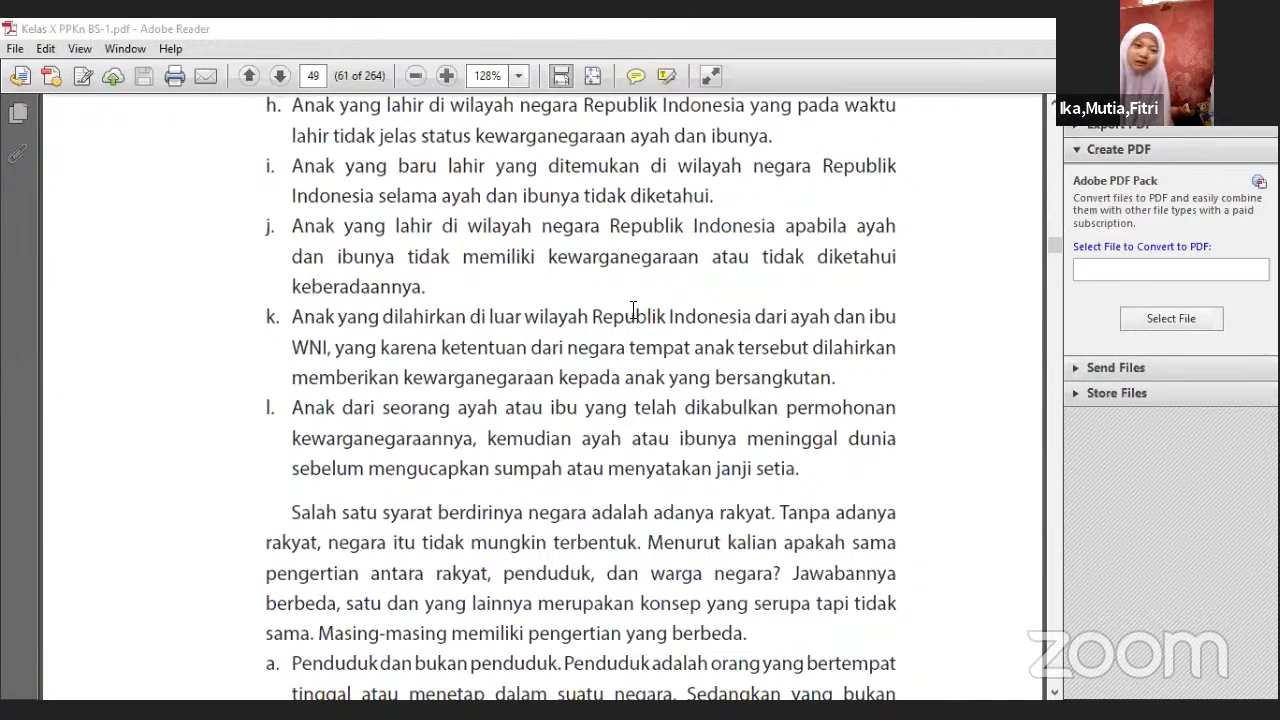 Kelas X PPKn BS-1.pdf - Adobe Reader
File Edit View Window Help
49 (61 of 264) 128%
h. Anak yang lahir di wilayah negara Republik Indonesia yang pada waktu
lahir tidak jelas status kewarganegaraan ayah dan ibunya.
i. Anak yang baru lahir yang ditemukan di wilayah negara Republik
Indonesia selama ayah dan ibunya tidak diketahui.
j. Anak yang lahir di wilayah negara Republik Indonesia apabila ayah
dan ibunya tidak memiliki kewarganegaraan atau tidak diketahui
keberadaannya.
k. Anak yang dilahirkan di luar wilayah Republik Indonesia dari ayah dan ibu
WNI, yang karena ketentuan dari negara tempat anak tersebut dilahirkan
memberikan kewarganegaraan kepada anak yang bersangkutan.
l. Anak dari seorang ayah atau ibu yang telah dikabulkan permohonan
kewarganegaraannya, kemudian ayah atau ibunya meninggal dunia
sebelum mengucapkan sumpah atau menyatakan janji setia.
Salah satu syarat berdirinya negara adalah adanya rakyat. Tanpa adanya
rakyat, negara itu tidak mungkin terbentuk. Menurut kalian apakah sama
pengertian antara rakyat, penduduk, dan warga negara? Jawabannya
berbeda, satu dan yang lainnya merupakan konsep yang serupa tapi tidak
sama. Masing-masing memiliki pengertian yang berbeda.
a. Penduduk dan bukan penduduk. Penduduk adalah orang yang bertempat
tinggal atau menetap dalam suatu negara. Sedangkan yang bukan
Ika,Mutia,Fitri
Export PDF
Create PDF
Adobe PDF Pack
Convert files to PDF and easily combine
them with other file types with a paid
subscription.
Select File to Convert to PDF:
Select File
Send Files
Store Files
zoom